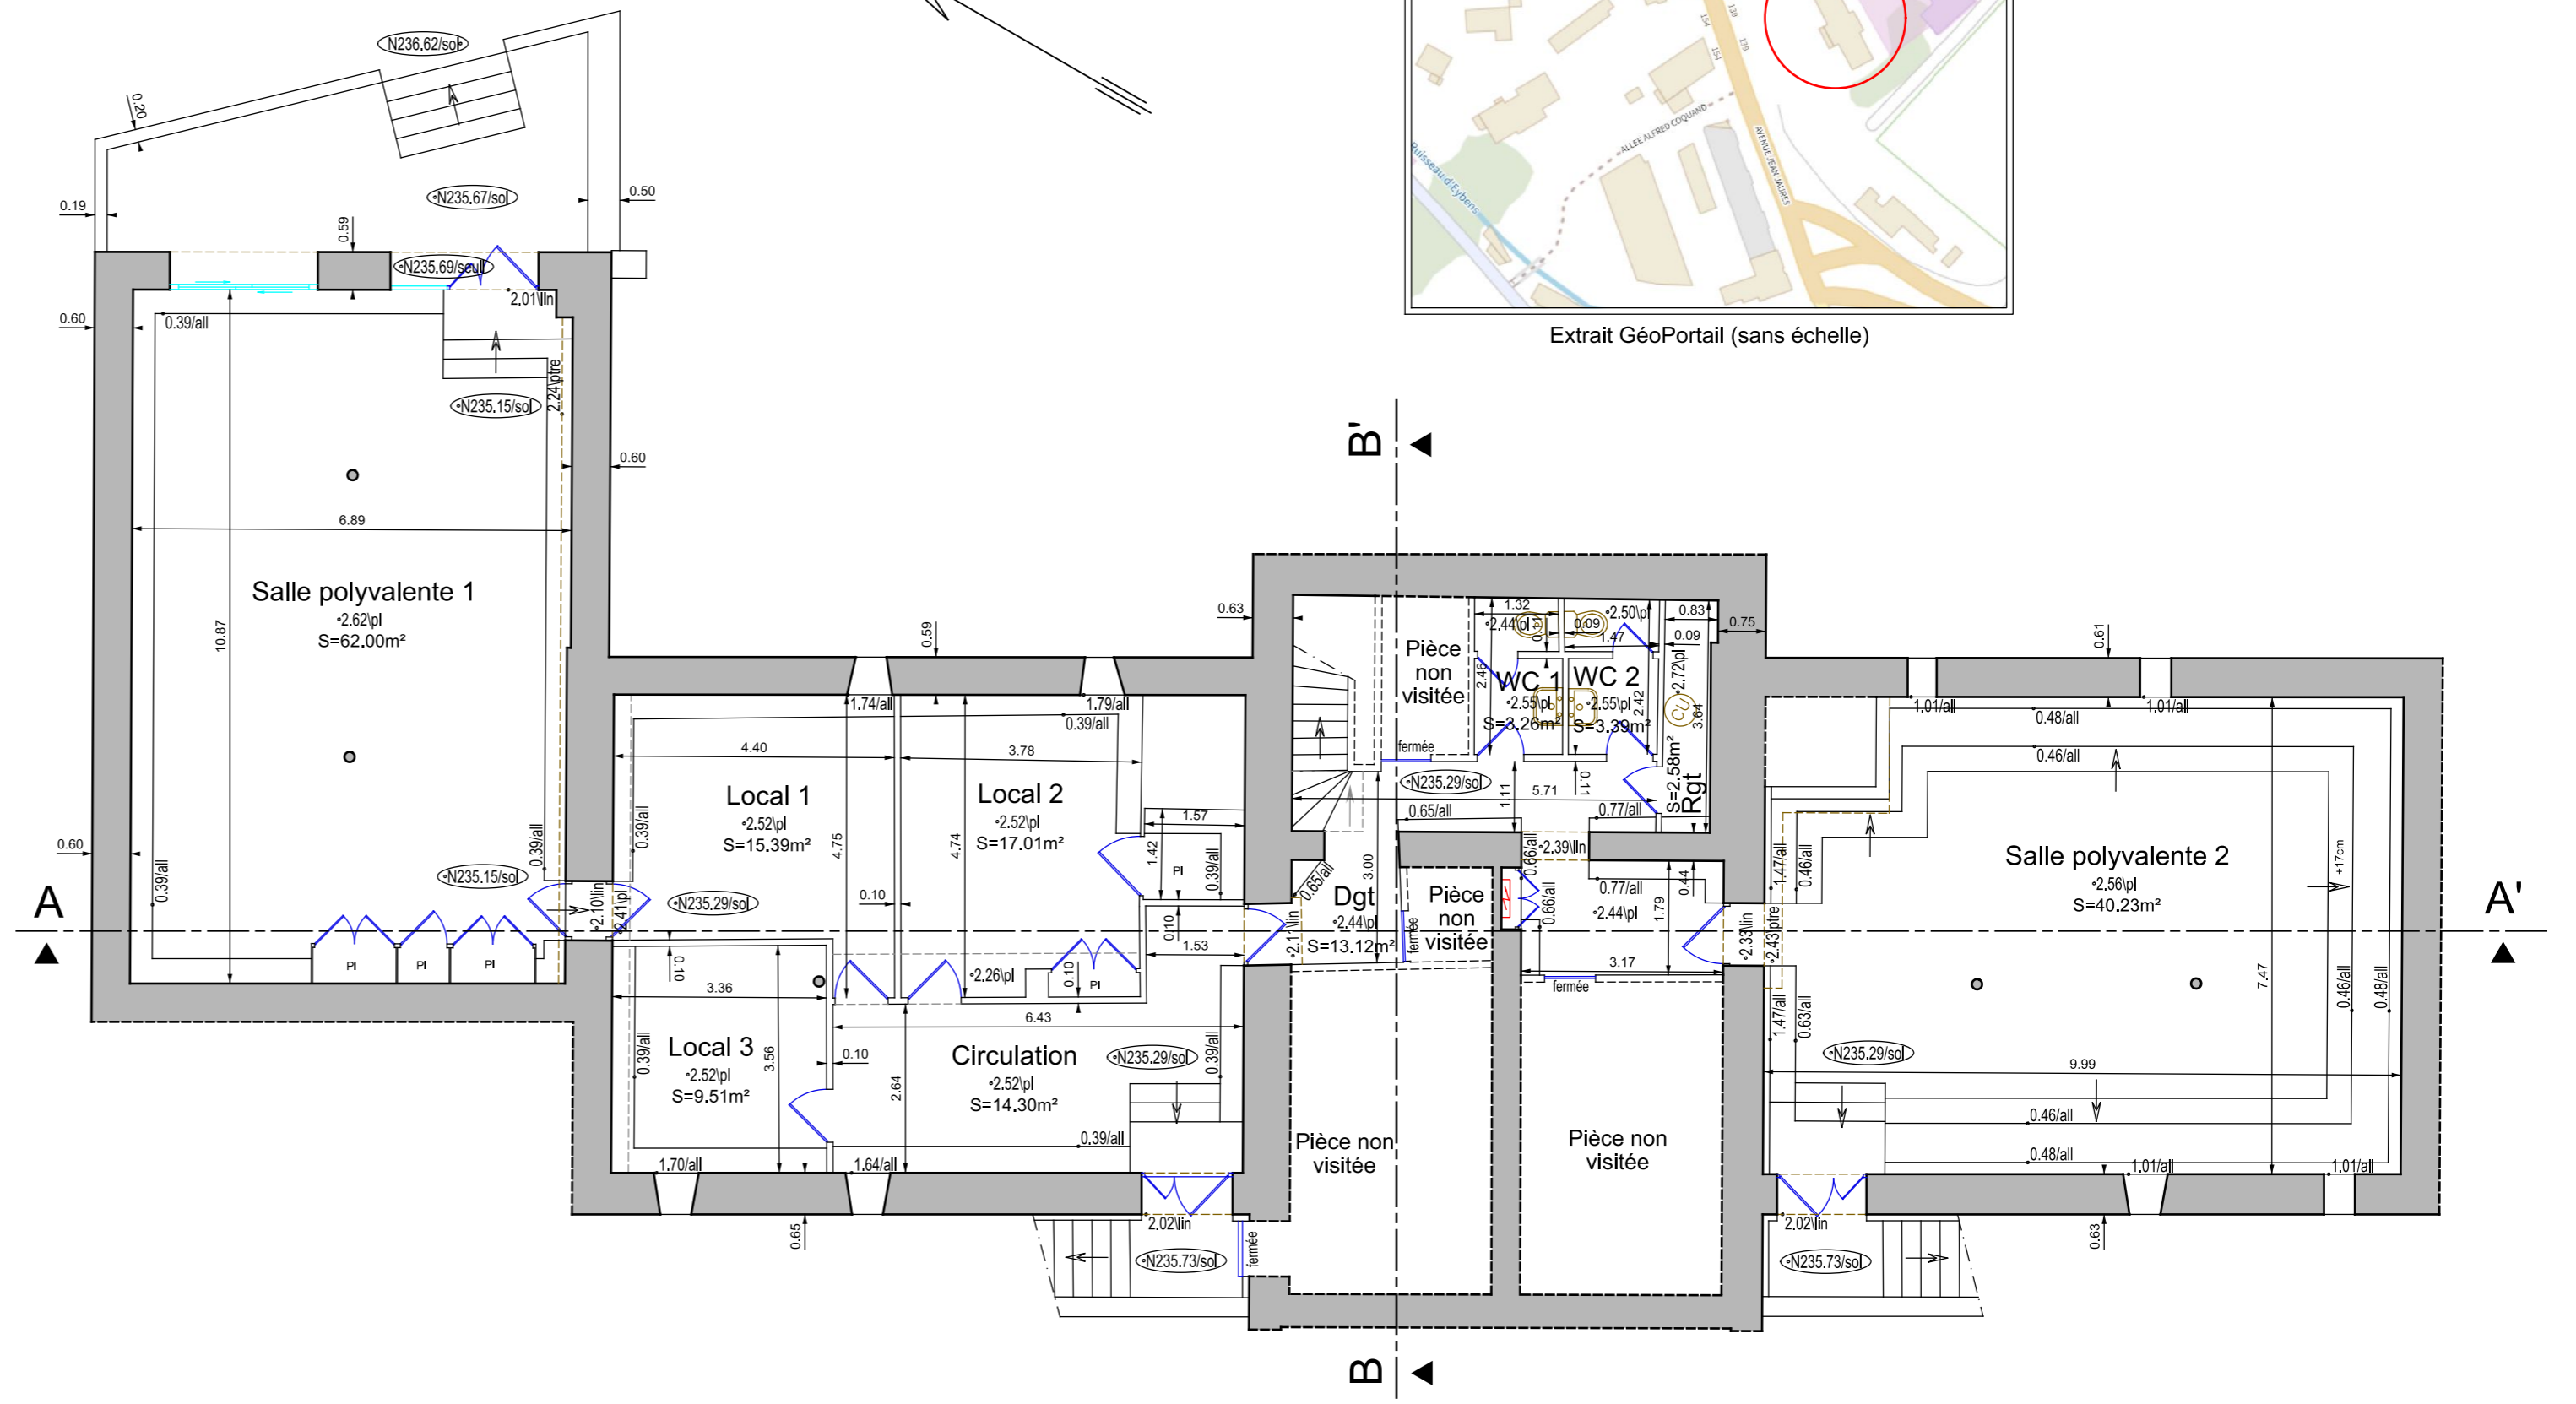 N236.62/sol
0.20
N235.67/sol
0.19
0.50
0.59
N235.69/seuil
2.01\lin
0.60
0.39/all
2.24\ptre
N235.15/sol
0.60
6.89
10.87
Salle polyvalente 1
2.62\pl
S=62.00m²
0.60
0.39/all
0.39/all
N235.15/sol
Pl
Pl
Pl
2.10\lin
2.41\pl
A
154
139
139
154
ALLEE ALFRED COQUAND
AVENUE JEAN JAURES
Ruisseau d'Eybens
Extrait GéoPortail (sans échelle)
B'
0.59
1.74/all
1.79/all
0.39/all
4.40
3.78
Local 1
2.52\pl
S=15.39m²
0.39/all
4.75
4.74
Local 2
2.52\pl
S=17.01m²
1.57
1.42
Pl
0.39/all
0.10
N235.29/sol
0.10
1.53
2.26\pl
0.10
Pl
0.10
3.36
6.43
Local 3
2.52\pl
S=9.51m²
0.39/all
3.56
0.10
Circulation
2.52\pl
S=14.30m²
2.64
N235.29/sol
0.39/all
0.39/all
1.70/all
1.64/all
0.65
2.02\lin
N235.73/sol
fermée
0.63
Pièce
non
visitée
1.32
2.44\pl
0.09
2.50\pl
1.47
0.83
0.09
0.75
2.46
WC 1
2.55\pl
S=3.26m²
WC 2
2.55\pl
S=3.39m²
2.42
2.72\pl
CU
3.64
S=2.58m²
Rgt
fermée
N235.29/sol
1.11
5.71
0.11
0.65/all
0.77/all
3.00
0.65/all
0.66/all
2.39\lin
Dgt
2.44\pl
S=13.12m²
fermée
Pièce
non
visitée
0.66/all
0.77/all
0.44
2.44\pl
1.79
3.17
fermée
2.33\lin
2.43\ptre
Pièce non
visitée
Pièce non
visitée
B
0.61
1.01/all
0.48/all
1.01/all
0.46/all
1.47/all
0.46/all
Salle polyvalente 2
2.56\pl
S=40.23m²
+17cm
7.47
0.46/all
0.48/all
1.47/all
0.63/all
N235.29/sol
9.99
0.46/all
0.48/all
1.01/all
1.01/all
2.02\lin
N235.73/sol
0.63
A'